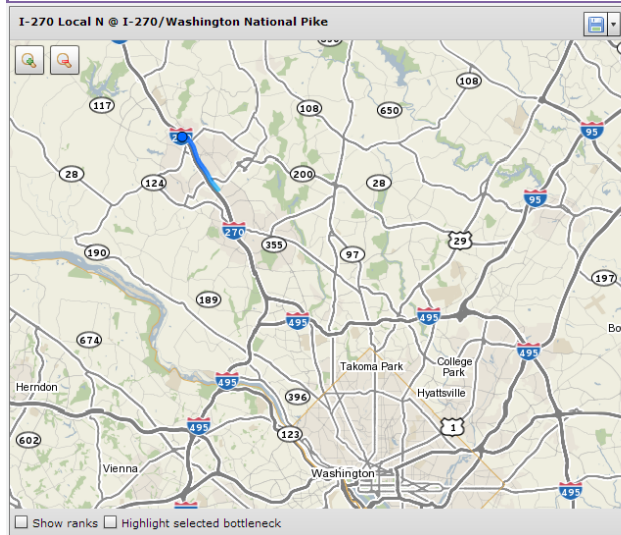 I-270 Local N @ I-270/Washington National Pike
650
117
108
108
650
95
28
124
200
28
95
270
29
355
97
190
197
189
674
495
495
495
Takoma Park
College
Park
495
Herndon
396
Hyattsville
495
1
123
602
Vienna
Washington
495
Show ranks
Highlight selected bottleneck